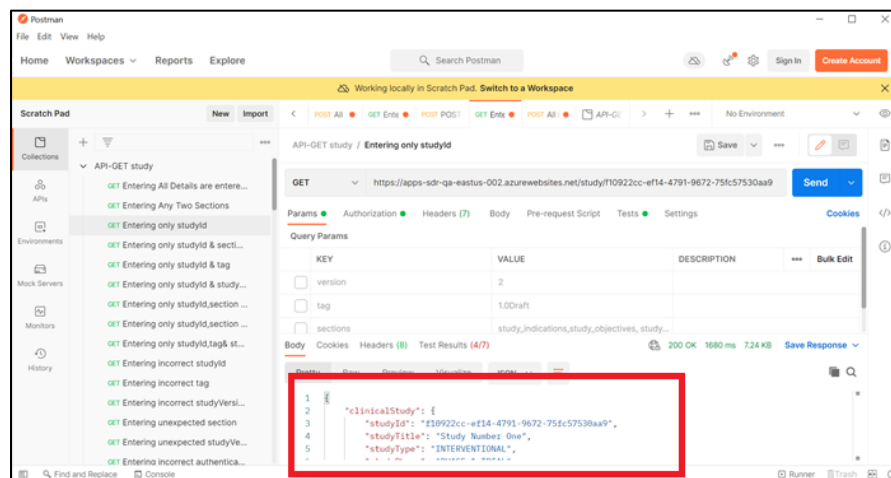 Postman
File Edit View Help
Home Workspaces Reports Explore Search Postman Sign In Create Account
Working locally in Scratch Pad. Switch to a Workspace
Scratch Pad New Import POST All GET Ente POST POST GET Ente POST All API-GE No Environment
Collections
APIs
Environments
Mock Servers
Monitors
History
API-GET study
GET Entering All Details are entere...
GET Entering Any Two Sections
GET Entering only studyId
GET Entering only studyId & secti...
GET Entering only studyId & tag
GET Entering only studyId & study...
GET Entering only studyId,section ...
GET Entering only studyId,section ...
GET Entering only studyId,tag& st...
GET Entering incorrect studyId
GET Entering incorrect tag
GET Entering incorrect studyVersi...
GET Entering unexpected section
GET Entering unexpected studyVe...
GET Entering incorrect authentica...
API-GET study / Entering only studyId Save
GET https://apps-sdr-qa-eastus-002.azurewebsites.net/study/f10922cc-ef14-4791-9672-75fc57530aa9 Send
Params Authorization Headers (7) Body Pre-request Script Tests Settings Cookies
Query Params
KEY VALUE DESCRIPTION Bulk Edit
version 2
tag 1.0Draft
sections study_indications,study_objectives, study...
Body Cookies Headers (8) Test Results (4/7) 200 OK 1680 ms 7.24 KB Save Response
Pretty Raw Preview Visualize JSON
1 {
2 "clinicalStudy": {
3 "studyId": "f10922cc-ef14-4791-9672-75fc57530aa9",
4 "studyTitle": "Study Number One",
5 "studyType": "INTERVENTIONAL",
Find and Replace Console Runner Trash